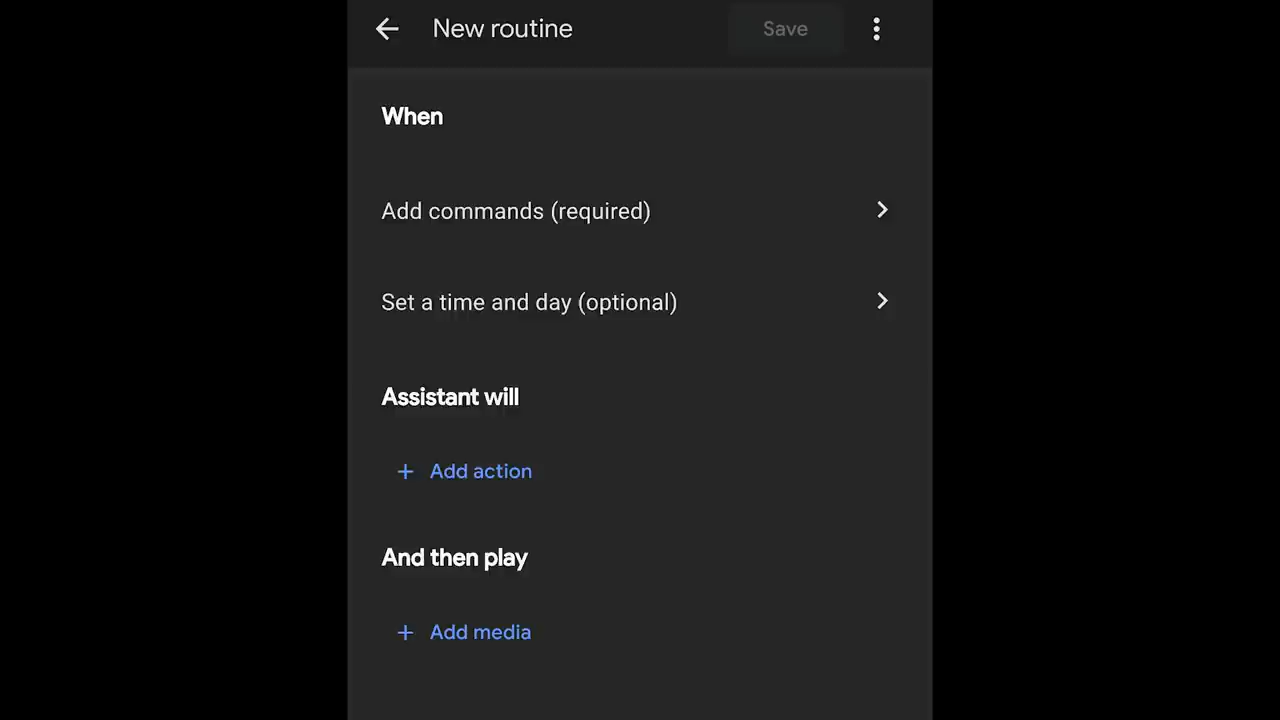 New routine
Save
When
Add commands (required)
Set a time and day (optional)
Assistant will
+ Add action
And then play
+ Add media